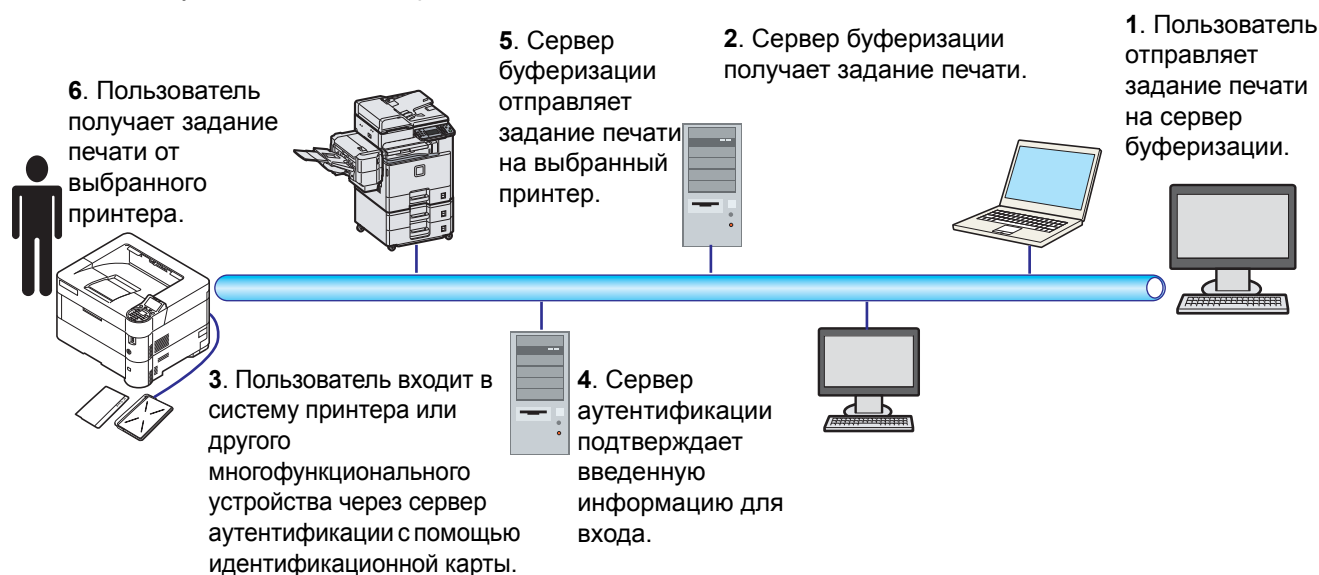 1. Пользователь
отправляет
задание печати
на сервер
буферизации.
2. Сервер буферизации
получает задание печати.
5. Сервер
буферизации
отправляет
задание печати
на выбранный
принтер.
6. Пользователь
получает задание
печати от
выбранного
принтера.
3. Пользователь входит в
систему принтера или
другого
многофункционального
устройства через сервер
аутентификации с помощью
идентификационной карты.
4. Сервер
аутентификации
подтверждает
введенную
информацию для
входа.